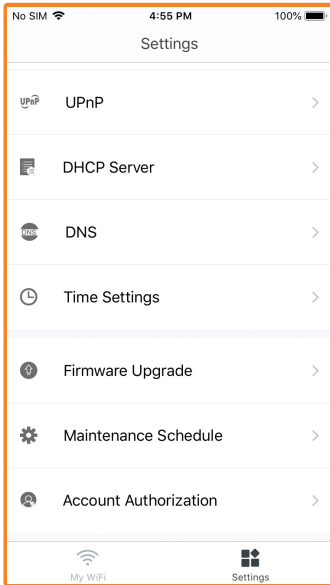 No SIM 4:55 PM 100%
Settings
UPnP UPnP
DHCP Server
DNS DNS
Time Settings
Firmware Upgrade
Maintenance Schedule
Account Authorization
My WiFi Settings